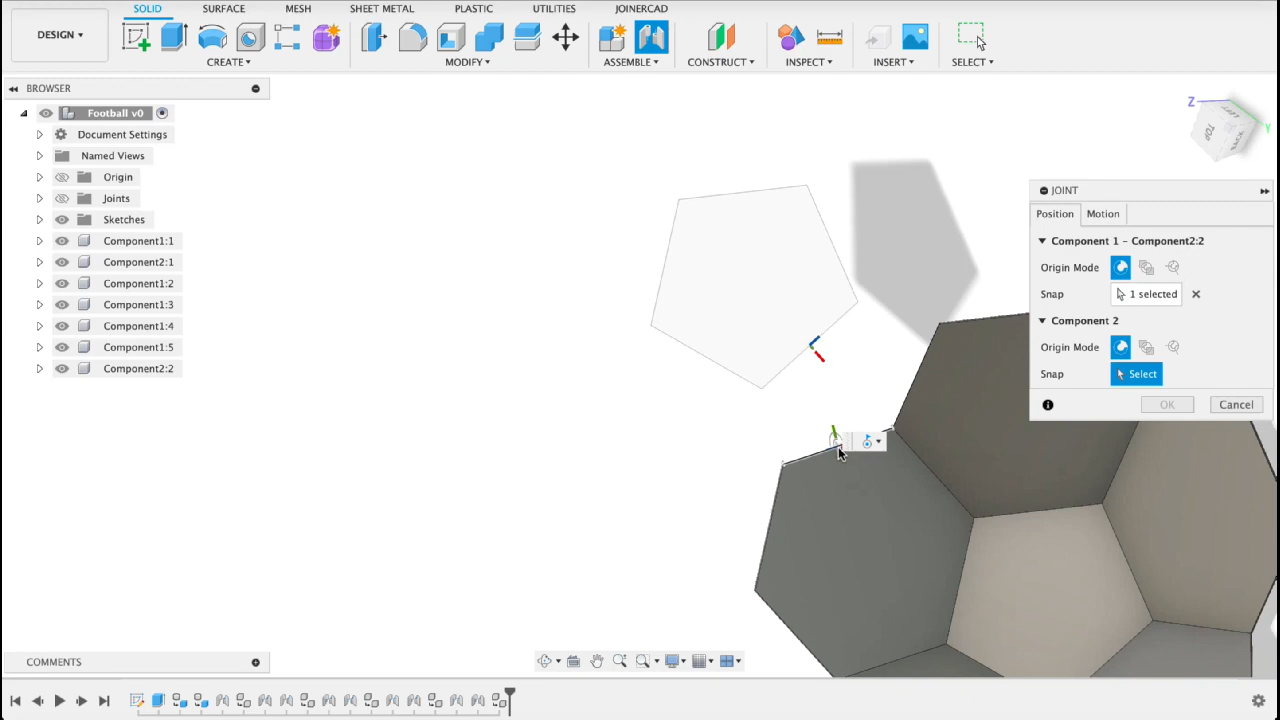 SOLID SURFACE MESH SHEET METAL PLASTIC UTILITIES JOINERCAD
DESIGN
CREATE MODIFY ASSEMBLE CONSTRUCT INSPECT INSERT SELECT
BROWSER
Football v0
Document Settings
Named Views
Origin
Joints
Sketches
Component1:1
Component2:1
Component1:2
Component1:3
Component1:4
Component1:5
Component2:2
Z
Y
LEFT
TOP
BACK
JOINT
Position Motion
Component 1 - Component2:2
Origin Mode
Snap 1 selected
Component 2
Origin Mode
Snap Select
OK Cancel
COMMENTS